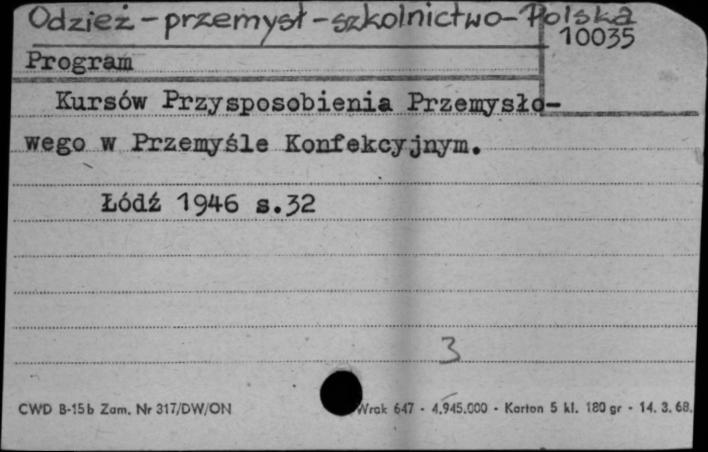 Odzież-przemysł-szkolnictwo-Polska
10035
Program
Kursów Przysposobienia Przemysło-
wego w Przemyśle Konfekcyjnym.
Łódź 1946 s.32
3
CWD B-15b Zam. Nr 317/DW/ON Wrak 647 - 4.945.000 - Karton 5 kl. 180 gr - 14. 3. 68.